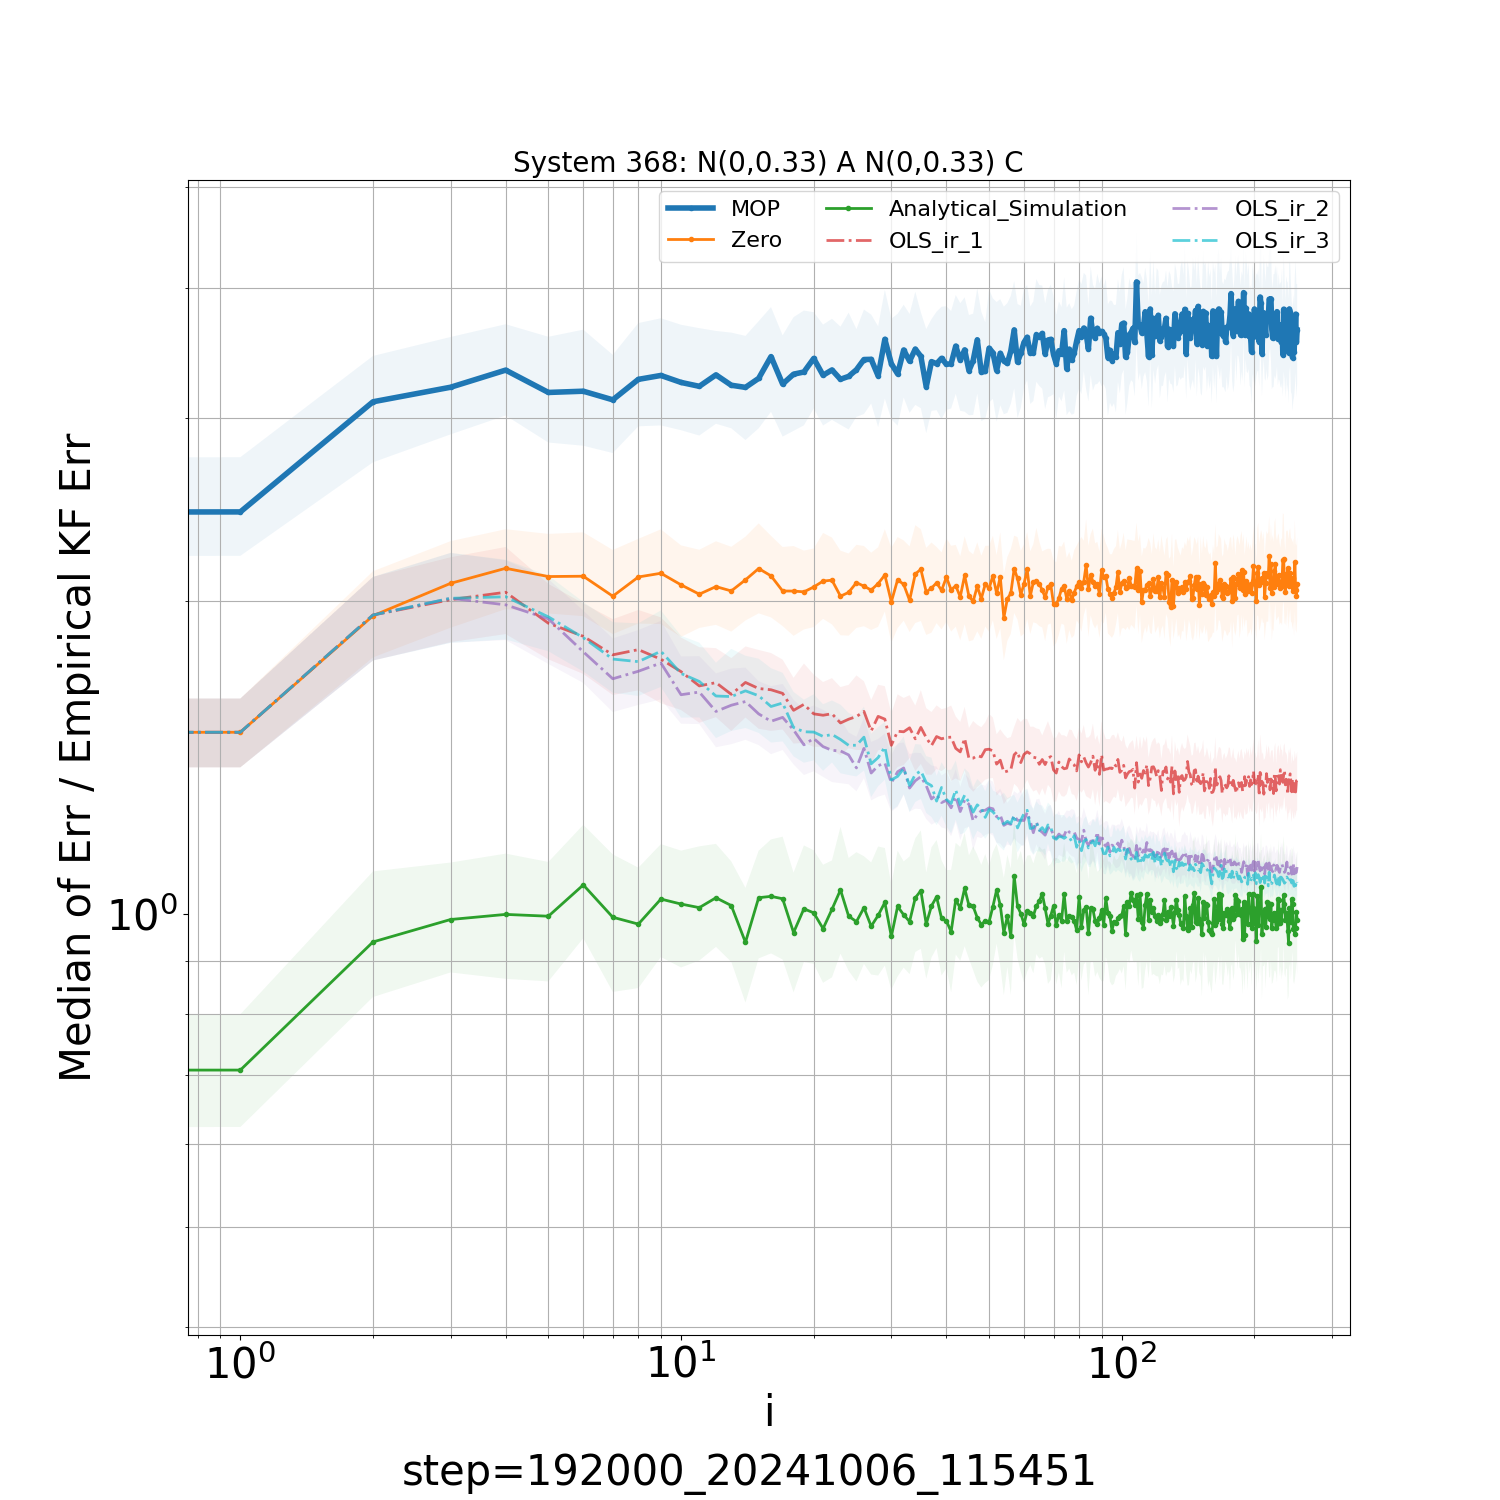 System 368: N(0,0.33) A N(0,0.33) C
MOP
Zero
Analytical_Simulation
OLS_ir_1
OLS_ir_2
OLS_ir_3
Median of Err / Empirical KF Err
10⁰
10⁰ 10¹ 10²
i
step=192000_20241006_115451